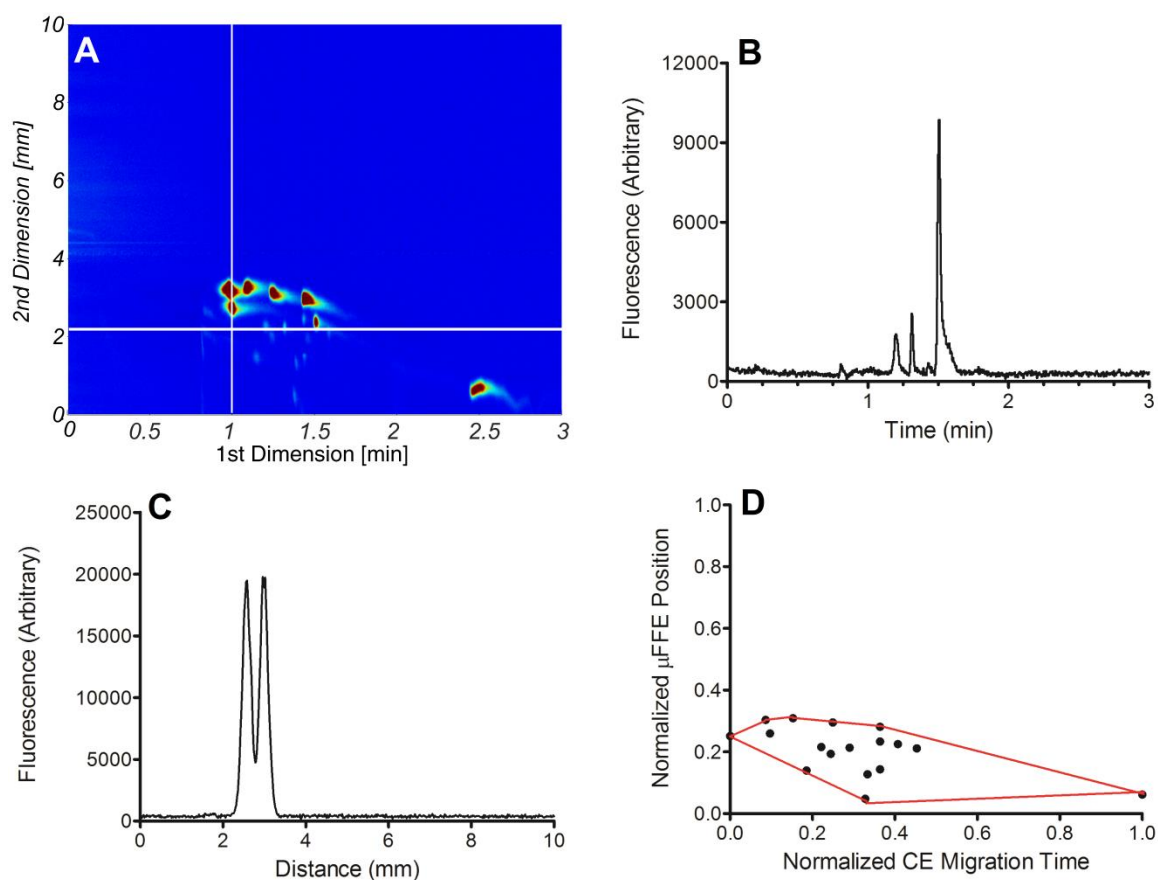 A
10
8
6
4
2
0
2nd Dimension [mm]
0 0.5 1 1.5 2 2.5 3
1st Dimension [min]
B
12000
9000
6000
3000
0
Fluorescence (Arbitrary)
0 1 2 3
Time (min)
C
25000
20000
15000
10000
5000
0
Fluorescence (Arbitrary)
0 2 4 6 8 10
Distance (mm)
D
1.0
0.8
0.6
0.4
0.2
0.0
Normalized μFFE Position
0.0 0.2 0.4 0.6 0.8 1.0
Normalized CE Migration Time